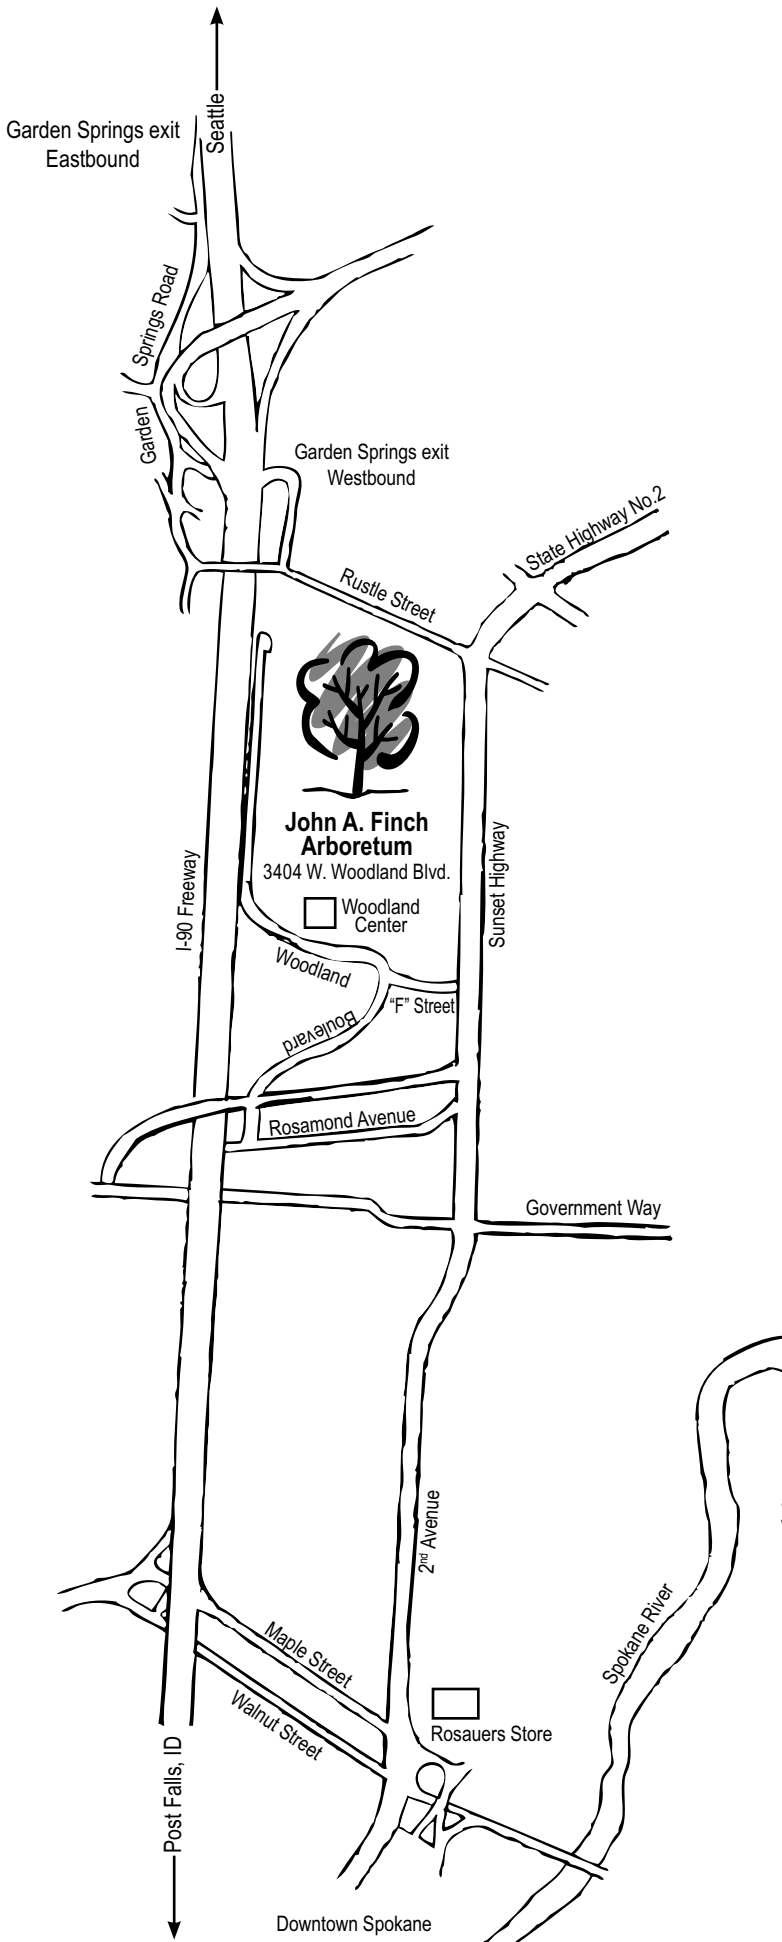 Seattle
Garden Springs exit
Eastbound
Garden Springs Road
Garden Springs exit
Westbound
State Highway No.2
Rustle Street
John A. Finch
Arboretum
3404 W. Woodland Blvd.
Woodland
Center
I-90 Freeway
Sunset Highway
Woodland
Boulevard
"F" Street
Rosamond Avenue
Government Way
2nd Avenue
Spokane River
Maple Street
Walnut Street
Rosauers Store
Post Falls, ID
Downtown Spokane